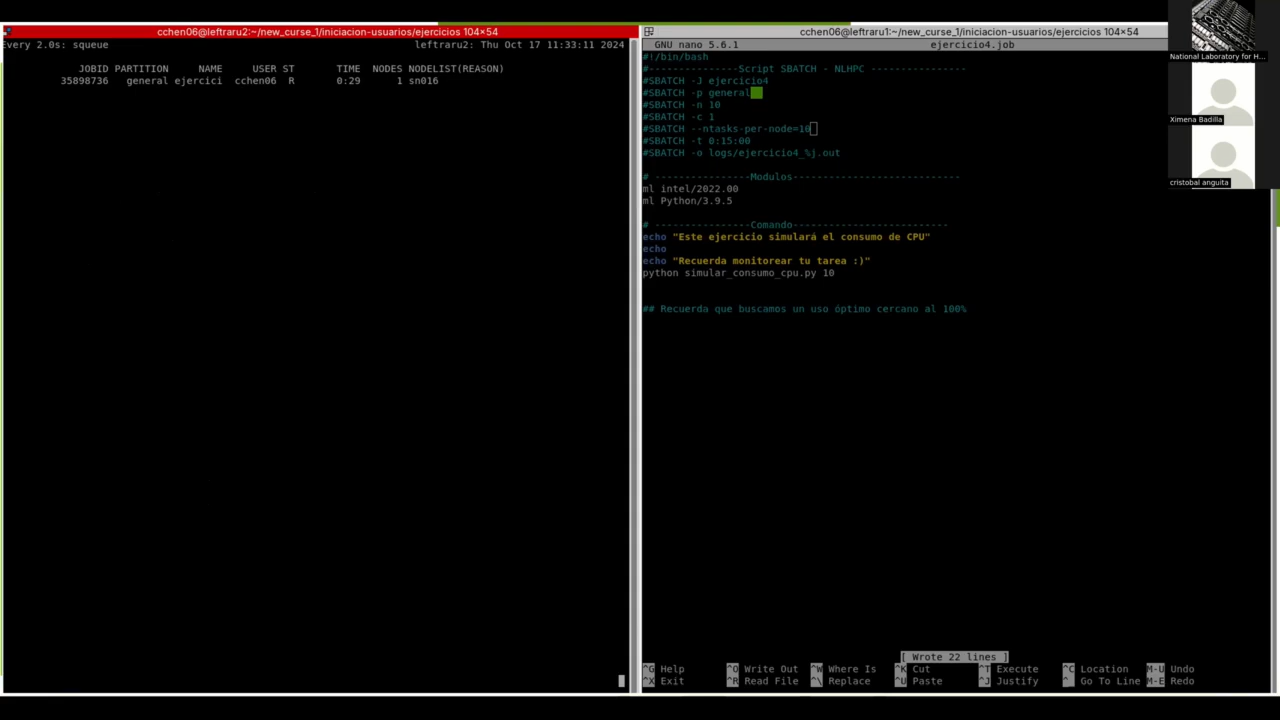 cchen06@leftraru2:~/new_curse_1/iniciacion-usuarios/ejercicios 104×54
Every 2.0s: squeue leftraru2: Thu Oct 17 11:33:11 2024
JOBID PARTITION NAME USER ST TIME NODES NODELIST(REASON)
35898736 general ejercici cchen06 R 0:29 1 sn016
cchen06@leftraru2:~/new_curse_1/iniciacion-usuarios/ejercicios 104×54
GNU nano 5.6.1 ejercicio4.job
#!/bin/bash
#---------------Script SBATCH - NLHPC ----------------
#SBATCH -J ejercicio4
#SBATCH -p general
#SBATCH -n 10
#SBATCH -c 1
#SBATCH --ntasks-per-node=10
#SBATCH -t 0:15:00
#SBATCH -o logs/ejercicio4_%j.out
# ---------------Modulos----------------------------
ml intel/2022.00
ml Python/3.9.5
# ---------------Comando--------------------------
echo "Este ejercicio simulará el consumo de CPU"
echo
echo "Recuerda monitorear tu tarea :)"
python simular_consumo_cpu.py 10
## Recuerda que buscamos un uso óptimo cercano al 100%
[ Wrote 22 lines ]
^G Help ^O Write Out ^W Where Is ^K Cut ^T Execute ^C Location M-U Undo
^X Exit ^R Read File ^\ Replace ^U Paste ^J Justify ^_ Go To Line M-E Redo
National Laboratory for H...
Ximena Badilla
cristobal anguita